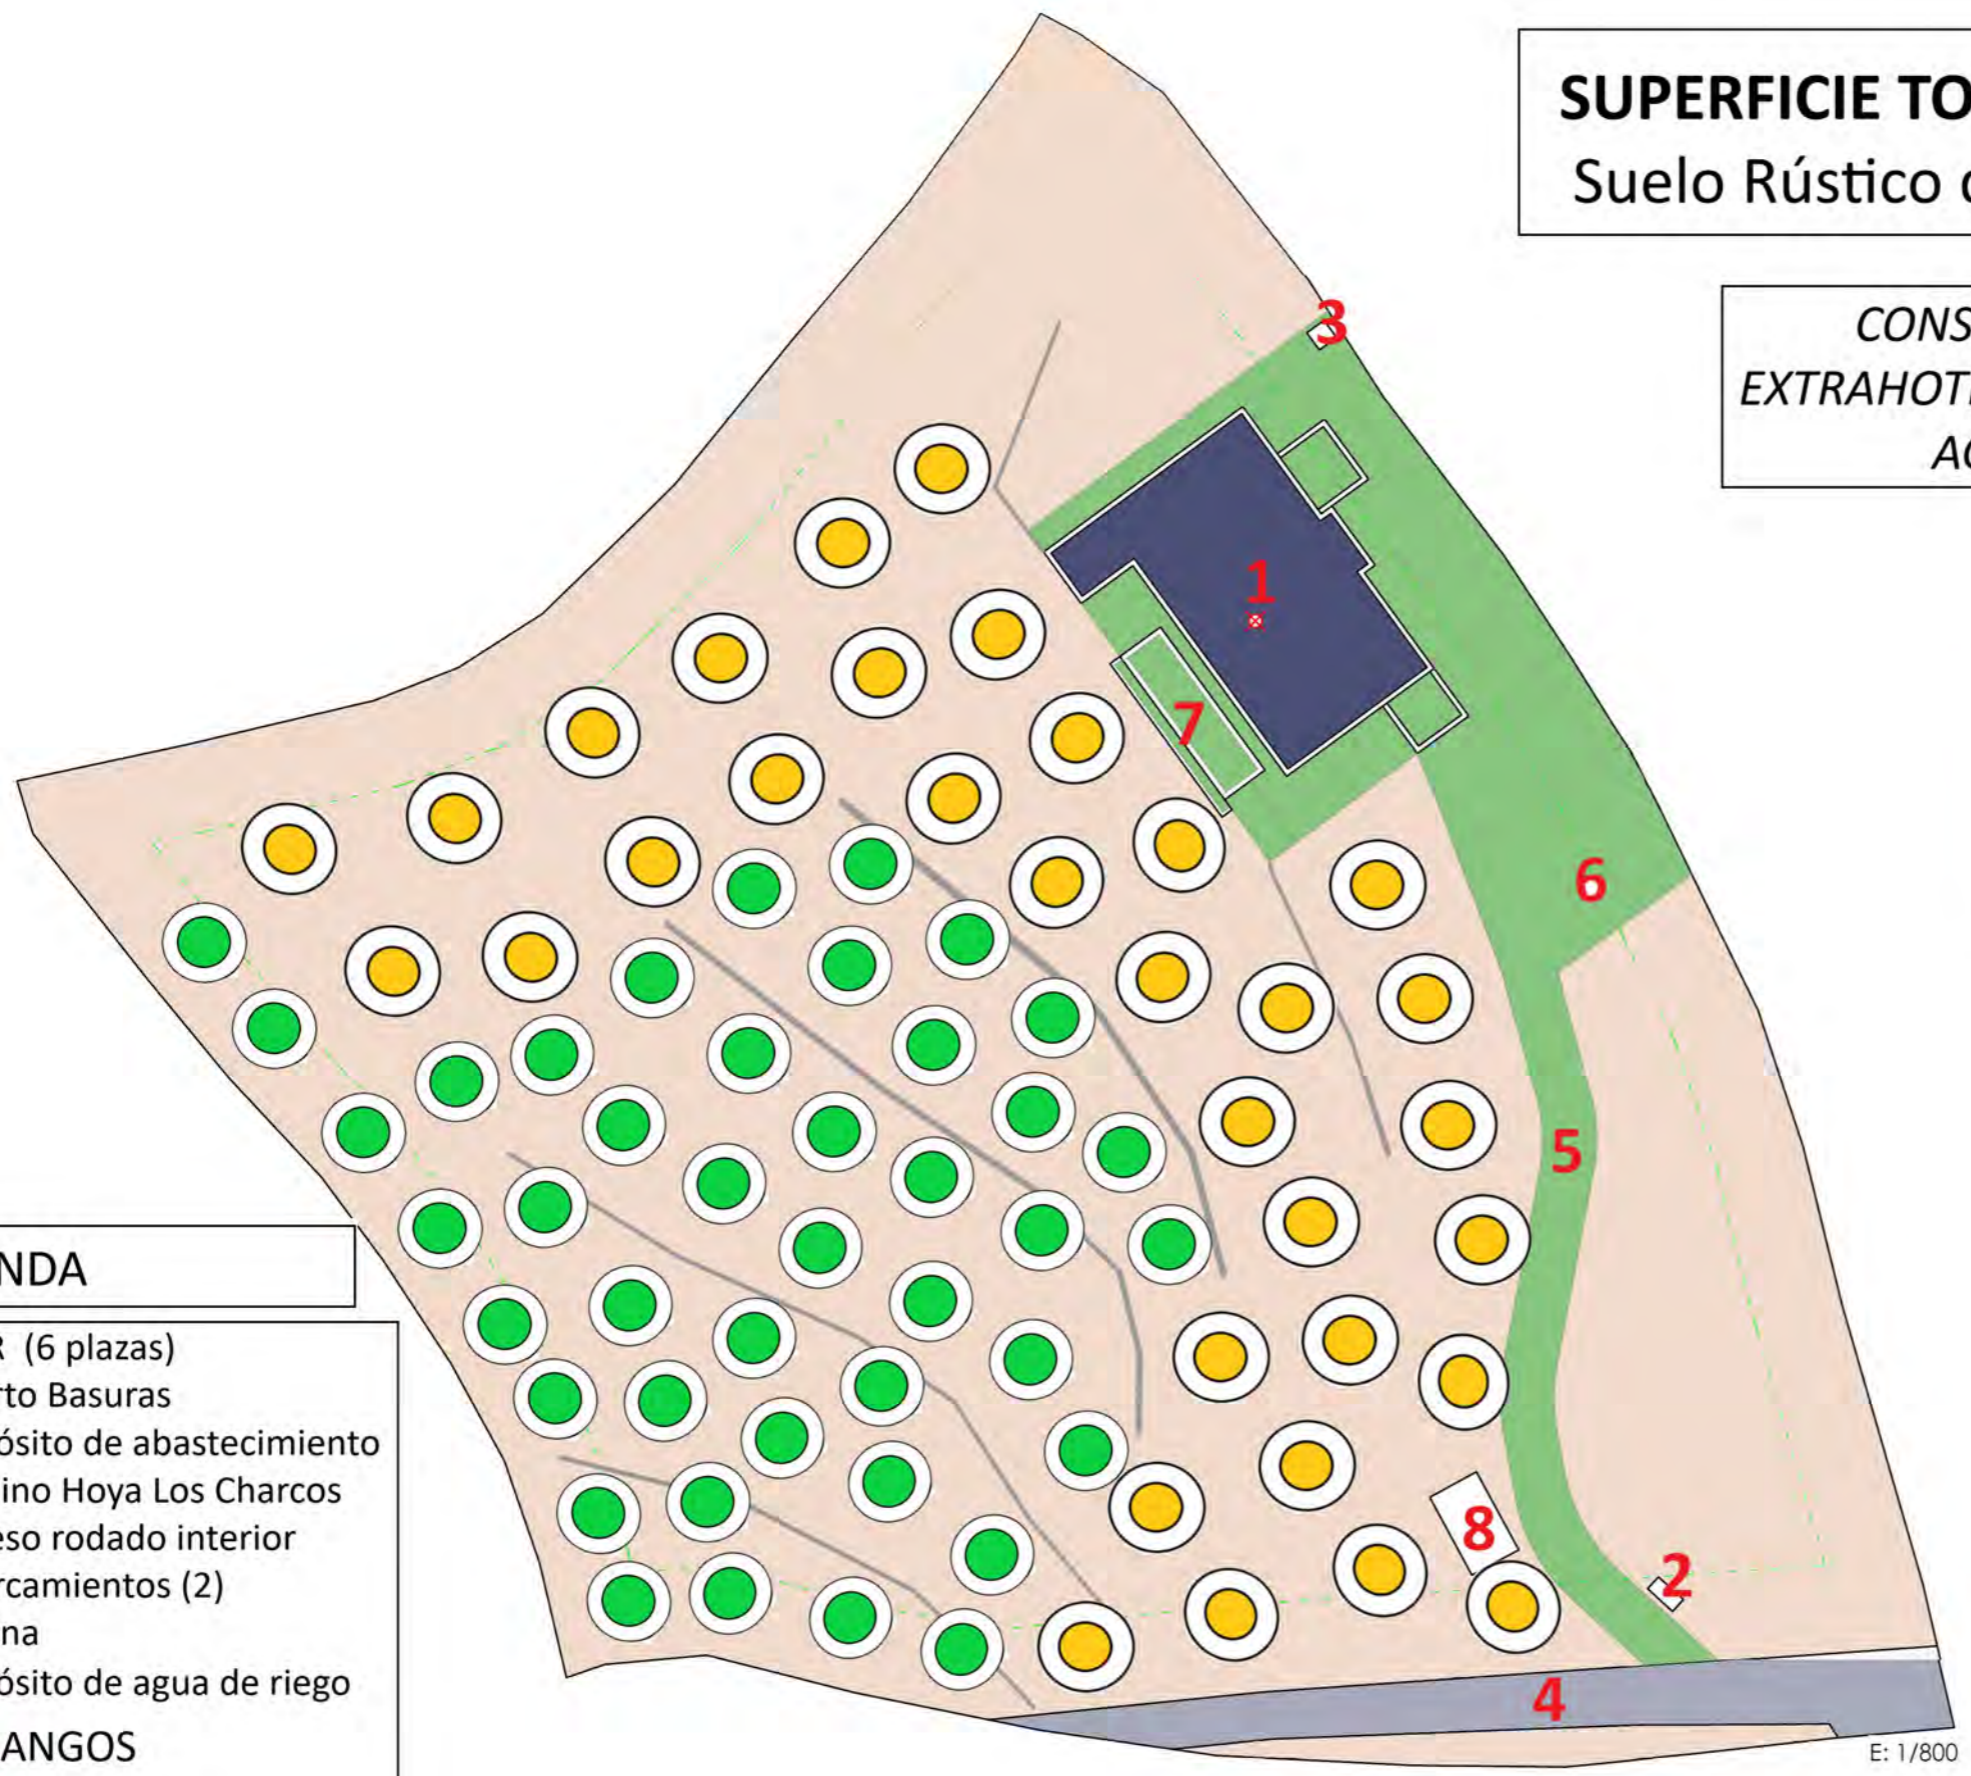 SUPERFICIE TO
Suelo Rústico
CONS
EXTRAHOT
AC
3
1
7
6
5
8
2
4
NDA
R (6 plazas)
rto Basuras
ósito de abastecimiento
ino Hoya Los Charcos
eso rodado interior
rcamientos (2)
na
ósito de agua de riego
ANGOS
E: 1/800